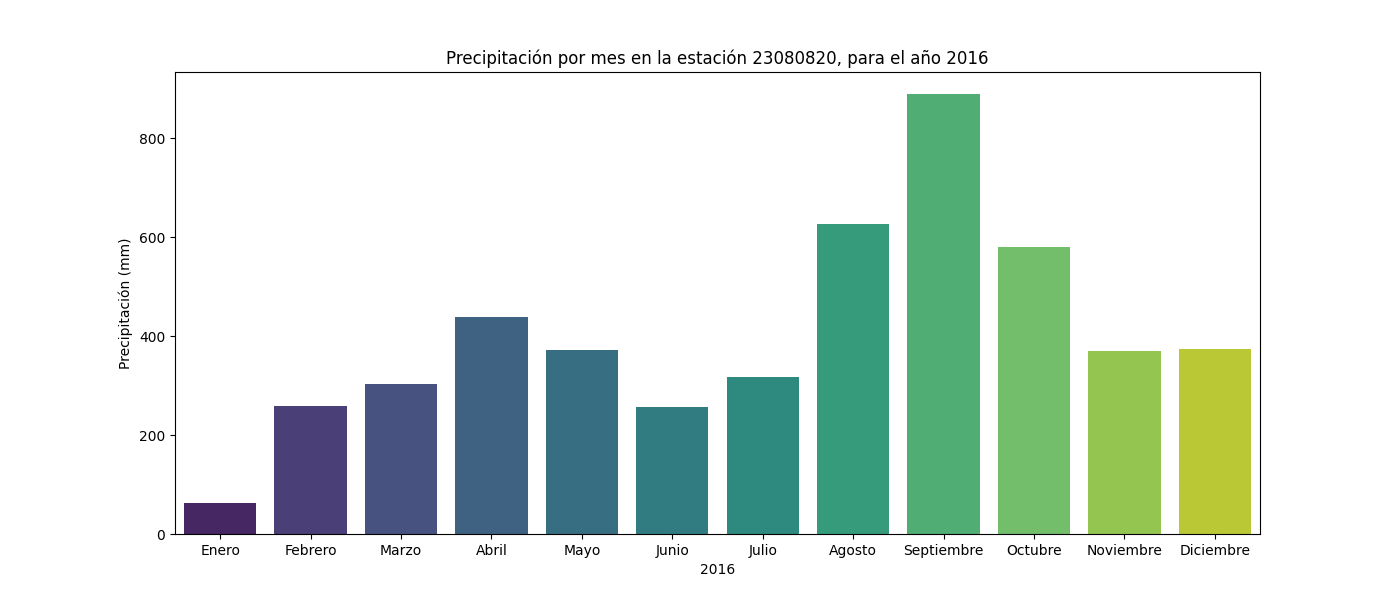 Precipitación por mes en la estación 23080820, para el año 2016
Precipitación (mm)
800
600
400
200
0
Enero Febrero Marzo Abril Mayo Junio Julio Agosto Septiembre Octubre Noviembre Diciembre
2016